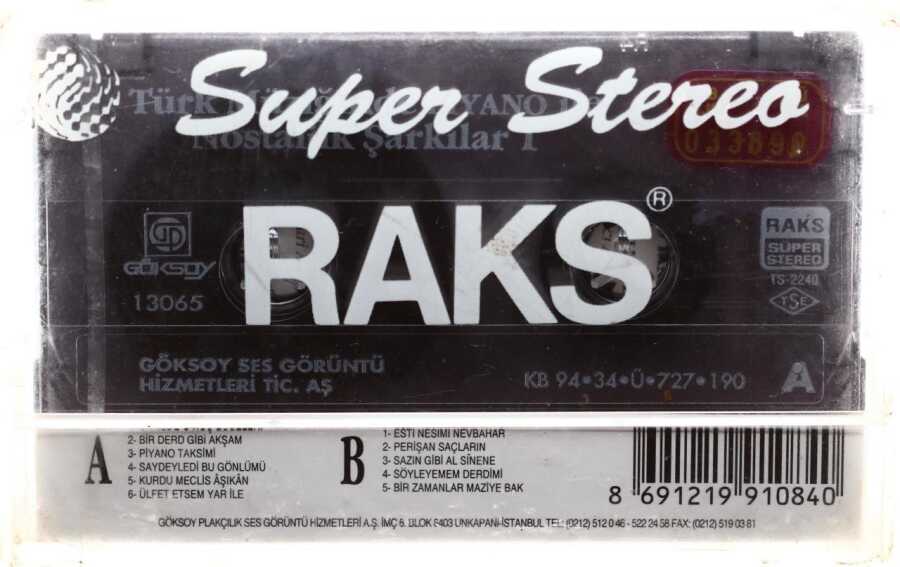 Super Stereo
Türk PİYANO
Nostaljik Şarkılar 1
033890
RAKS®
GÖKSOY
13065
RAKS
SÜPER
STEREO
TS-2240
TSE
GÖKSOY SES GÖRÜNTÜ
HİZMETLERİ TİC. AŞ
KB 94•34•Ü•727•190
A
A
2- BİR DERD GİBİ AKŞAM
3- PİYANO TAKSİMİ
4- SAYDEYLEDİ BU GÖNLÜMÜ
5- KURDU MECLİS ÂŞIKÂN
6- ÜLFET ETSEM YAR İLE
B
1- ESTİ NESİMİ NEVBAHAR
2- PERİŞAN SAÇLARIN
3- SAZIN GİBİ AL SİNENE
4- SÖYLEYEMEM DERDİMİ
5- BİR ZAMANLAR MAZİYE BAK
8 691219 910840
GÖKSOY PLAKÇILIK SES GÖRÜNTÜ HİZMETLERİ A.Ş. İMÇ 6. BLOK 6403 UNKAPANI-İSTANBUL TEL: (0212) 512 0 46 - 522 24 58 FAX: (0212) 519 03 81